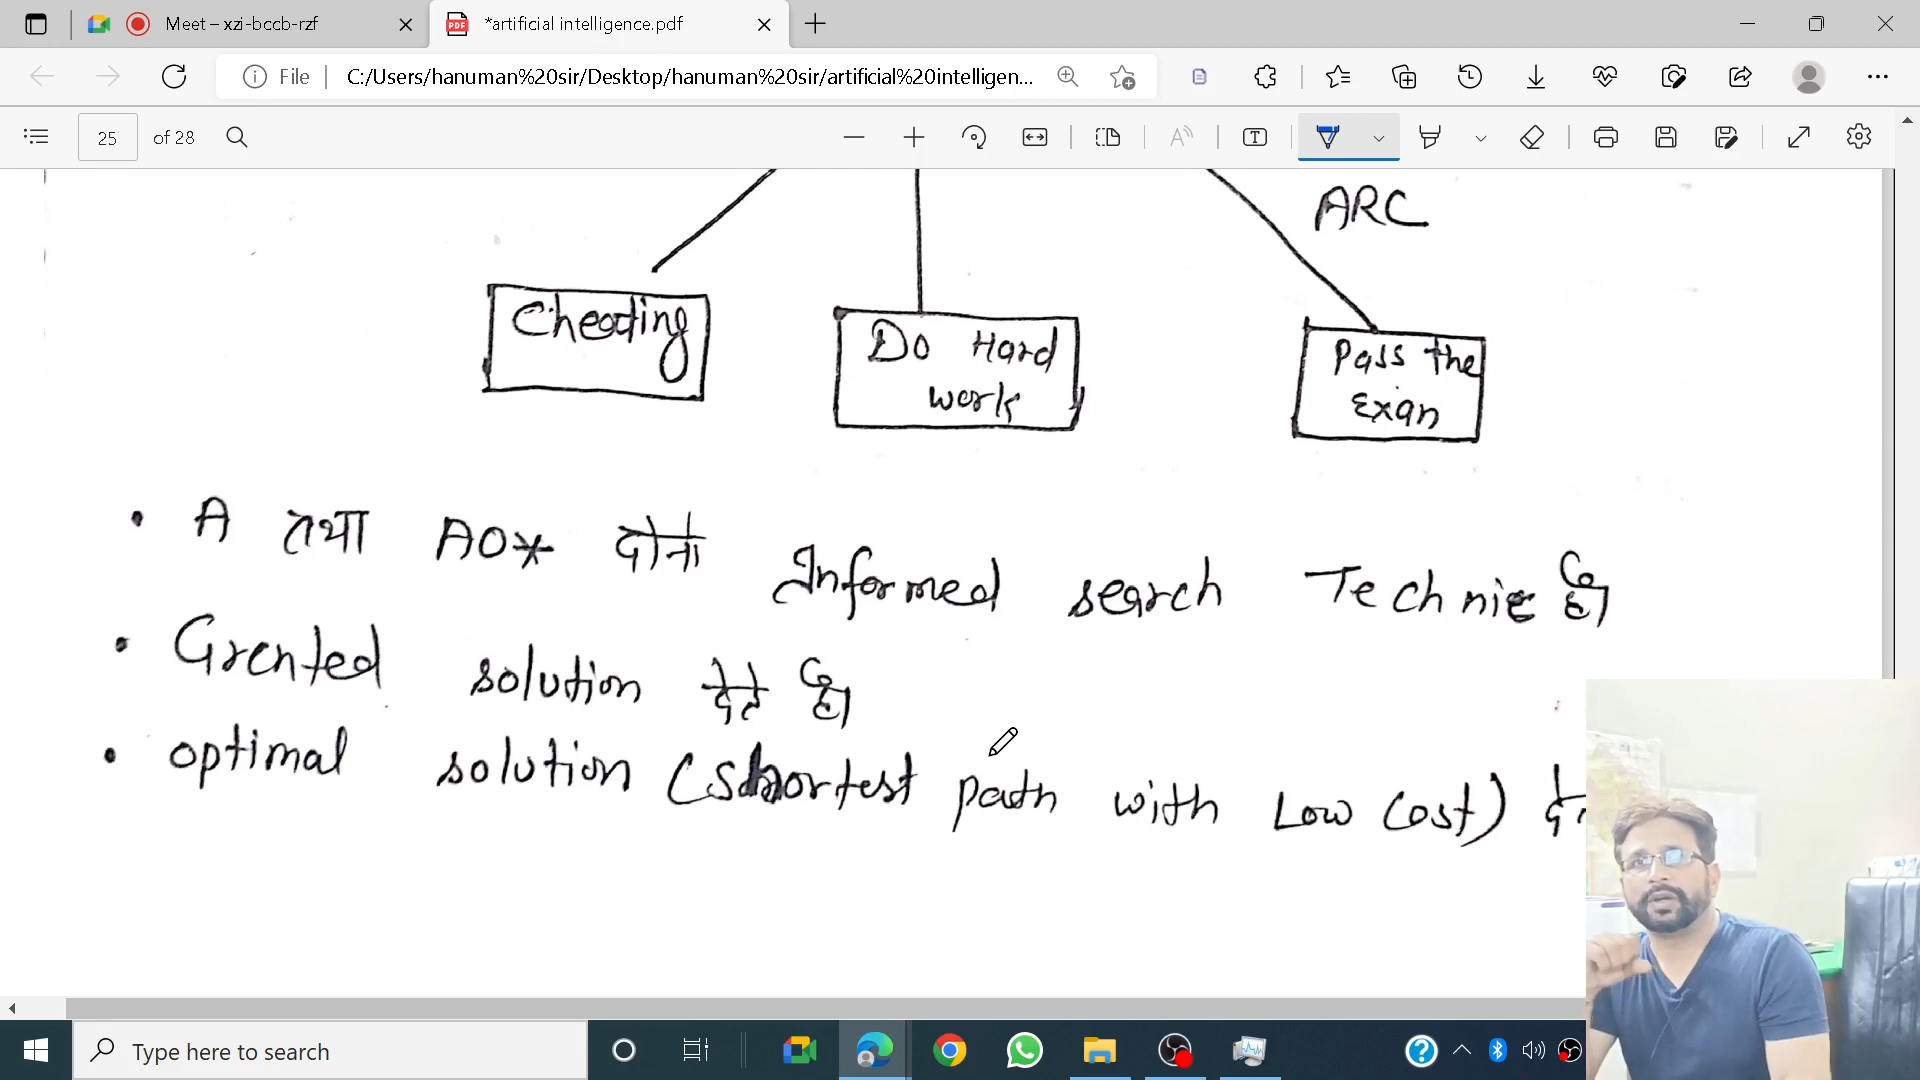 Meet – xzi-bccb-rzf
*artificial intelligence.pdf
File
C:/Users/hanuman%20sir/Desktop/hanuman%20sir/artificial%20intelligen...
25 of 28
ARC
Cheating
Do Hard
work
Pass the
Exan
• A तथा AO* दोनो Informed search Technic है।
• Grented solution देते है।
• optimal solution (Shortest path with Low Cost)
Type here to search